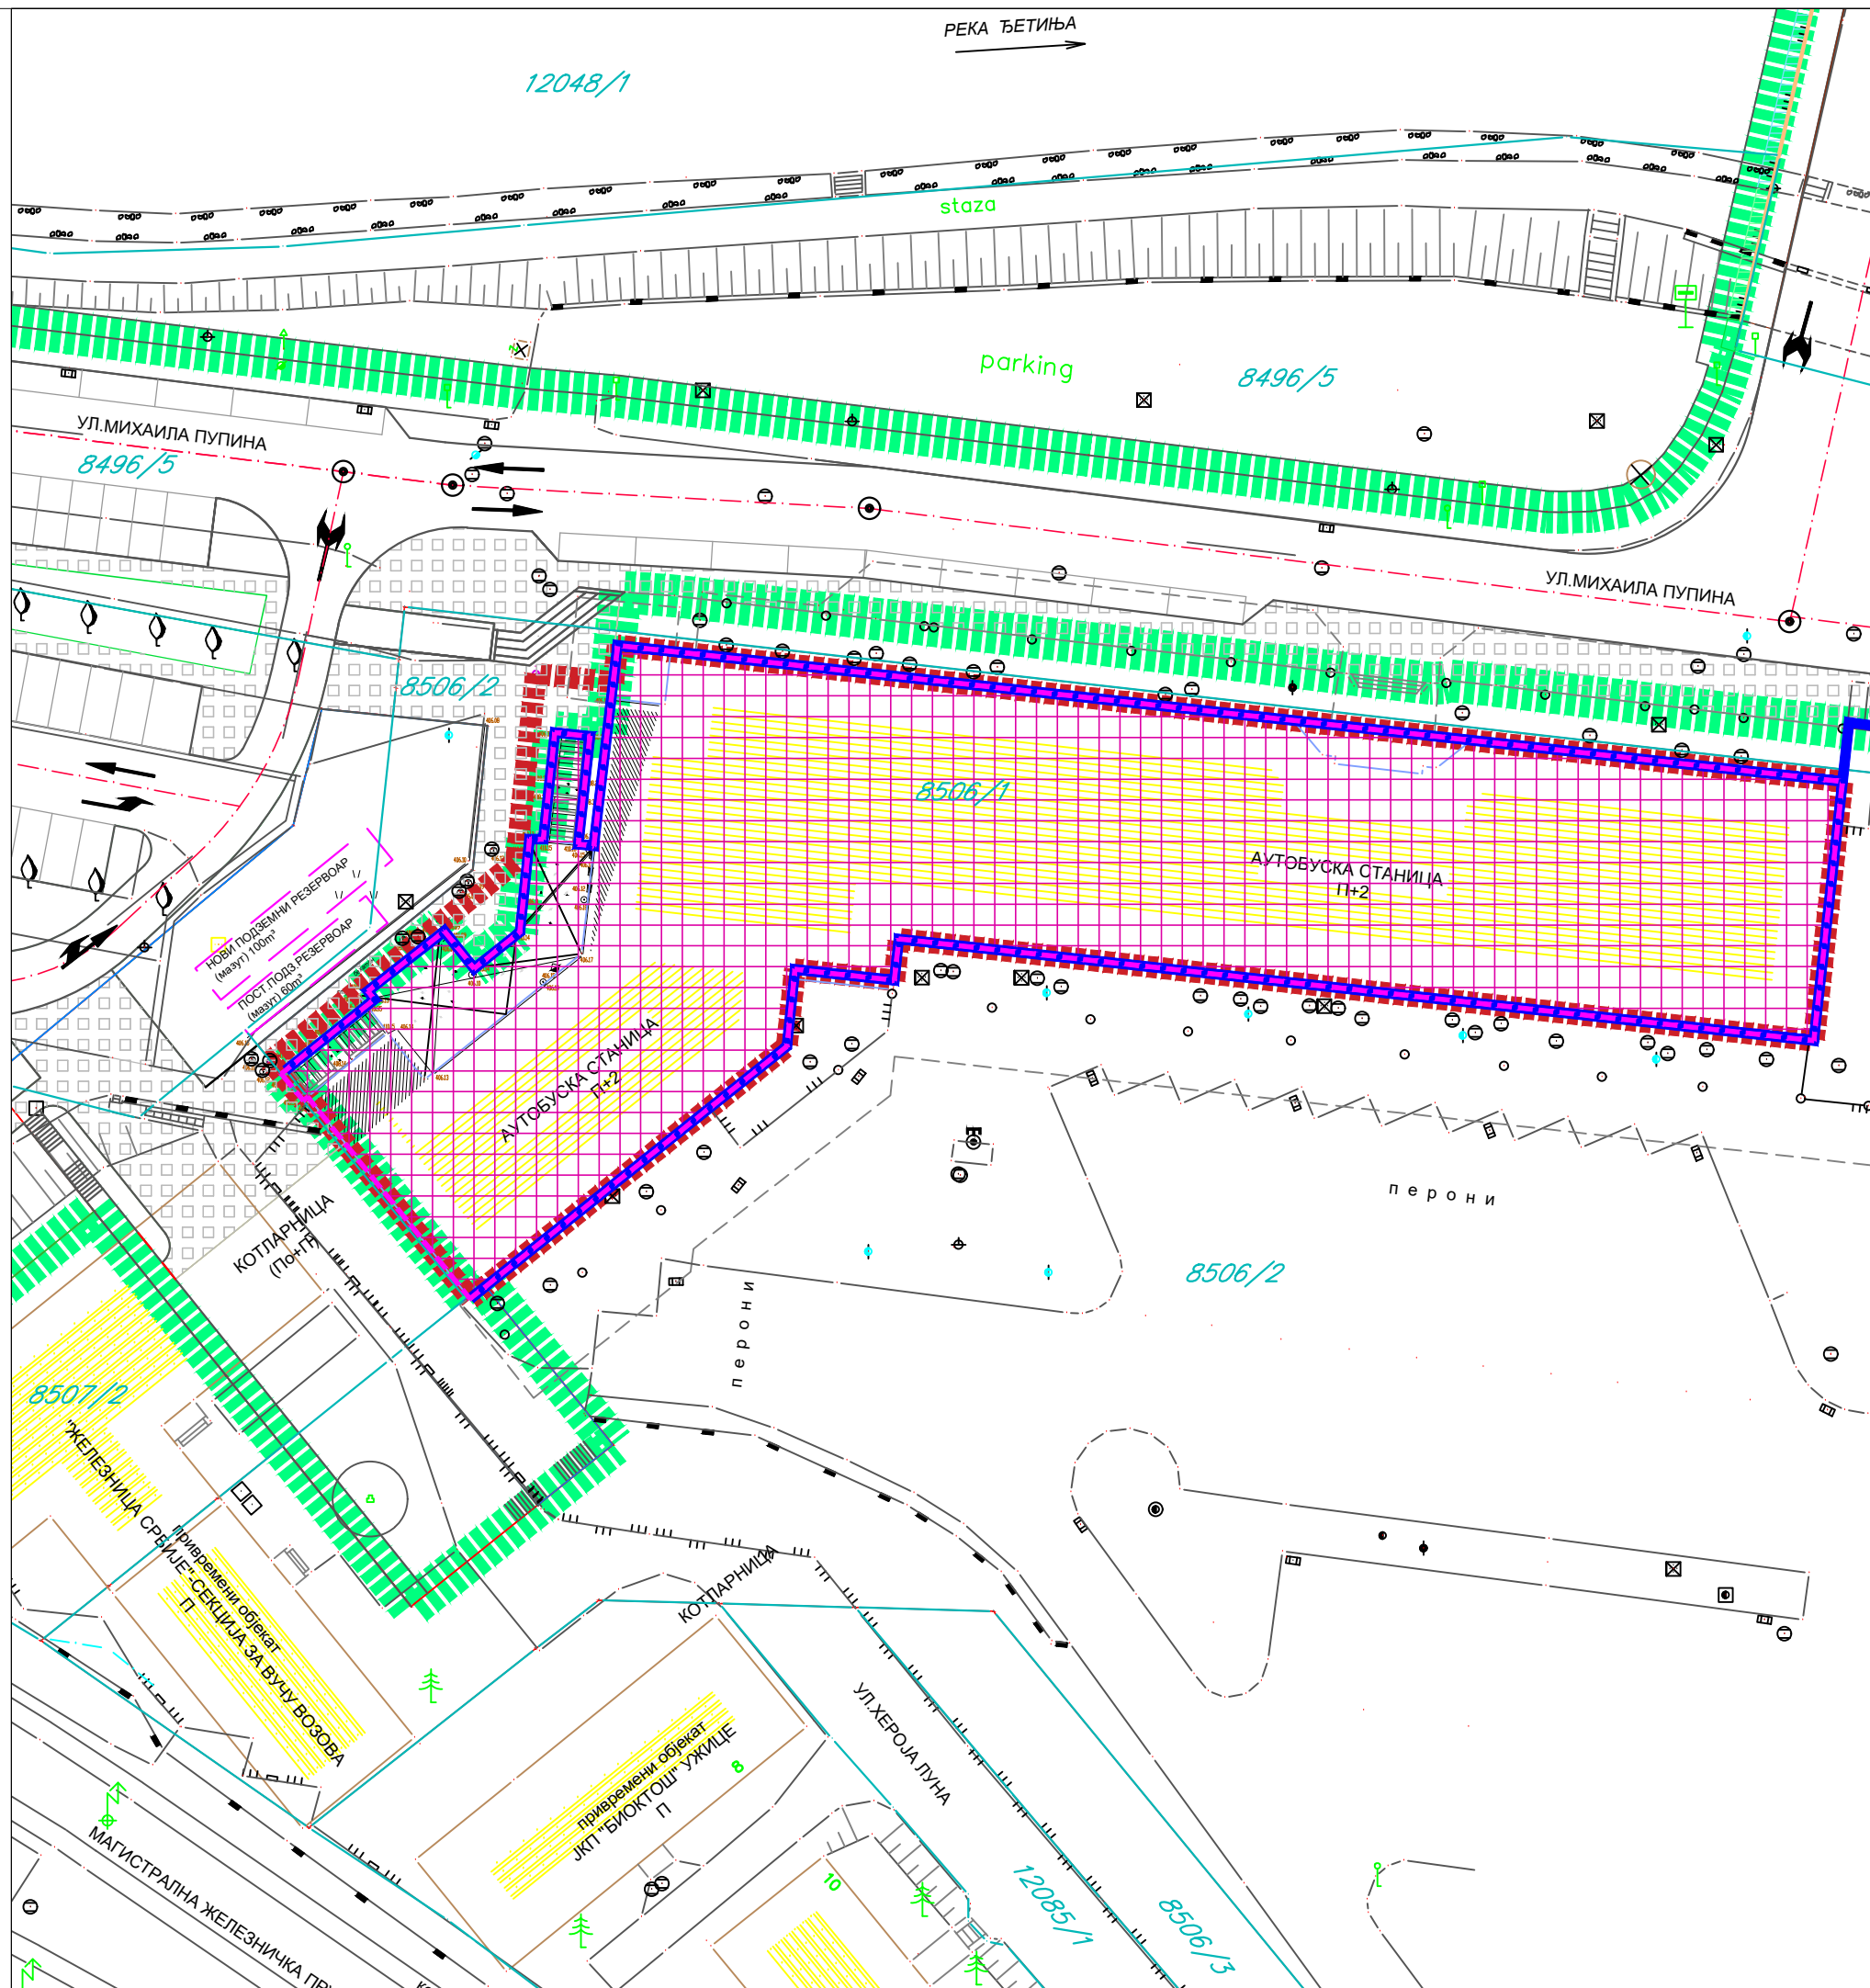 РЕКА ЂЕТИЊА
12048/1
staza
parking
8496/5
УЛ.МИХАИЛА ПУПИНА
8496/5
УЛ.МИХАИЛА ПУПИНА
8506/2
8506/1
АУТОБУСКА СТАНИЦА
П+2
НОВИ ПОДЗЕМНИ РЕЗЕРВОАР
(мазут) 100m³
ПОСТ.ПОДЗ.РЕЗЕРВОАР
(мазут) 60m³
АУТОБУСКА СТАНИЦА
П+2
КОТЛАРНИЦА
(По+П)
перони
перони
8506/2
8507/2
"ЖЕЛЕЗНИЦА СРБИЈЕ"-СЕКЦИЈА ЗА ВУЧУ ВОЗОВА
привремени објекат
П
КОТЛАРНИЦА
УЛ.ХЕРОЈА ЛУНА
привремени објекат
ЈКП "БИОКТОШ" УЖИЦЕ
П
8
10
МАГИСТРАЛНА ЖЕЛЕЗНИЧКА ПРУ
12085/1
8506/3